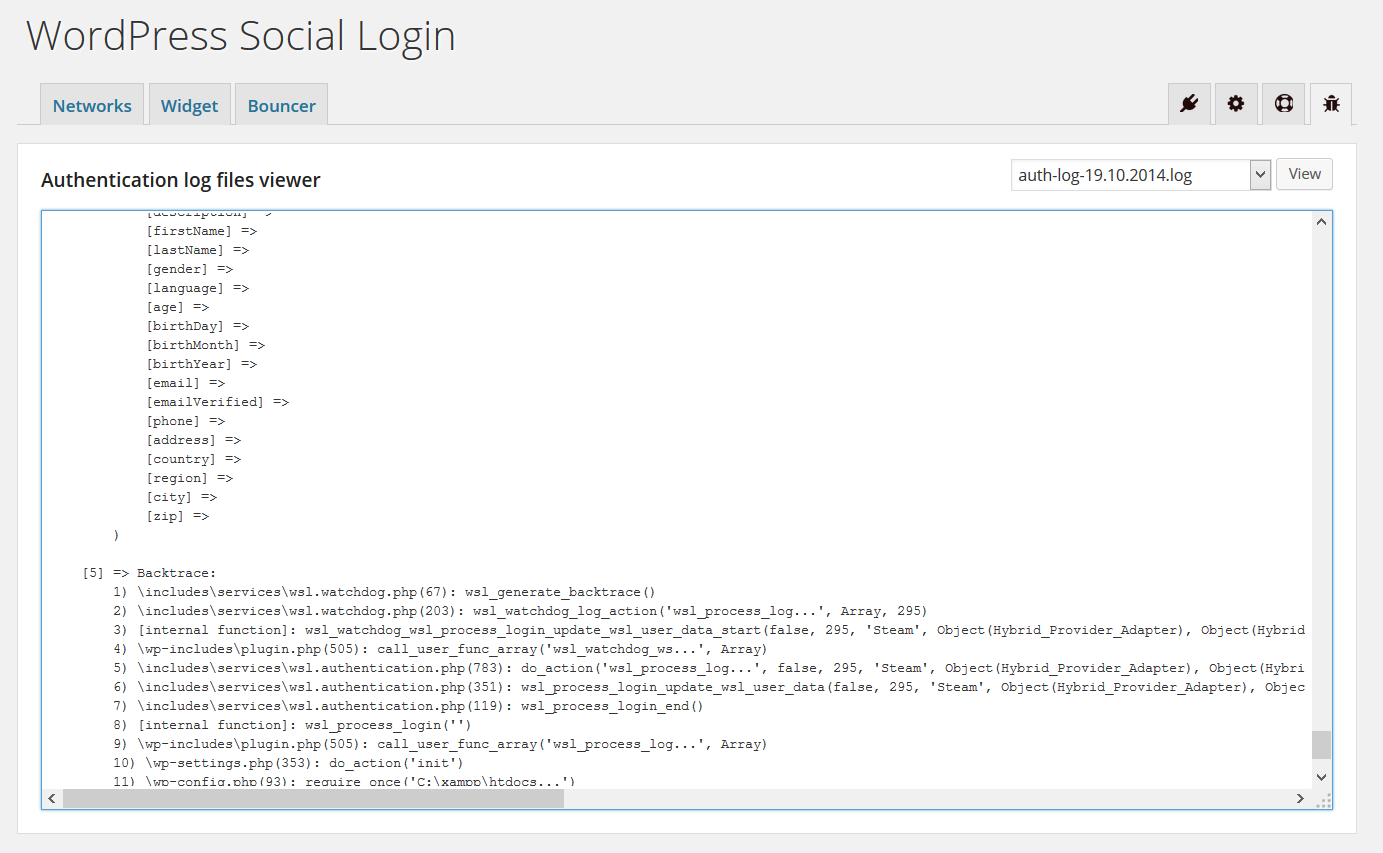 WordPress Social Login
Networks
Widget
Bouncer
Authentication log files viewer
auth-log-19.10.2014.log
View
[description] =>
[firstName] =>
[lastName] =>
[gender] =>
[language] =>
[age] =>
[birthDay] =>
[birthMonth] =>
[birthYear] =>
[email] =>
[emailVerified] =>
[phone] =>
[address] =>
[country] =>
[region] =>
[city] =>
[zip] =>
)
[5] => Backtrace:
1) \includes\services\wsl.watchdog.php(67): wsl_generate_backtrace()
2) \includes\services\wsl.watchdog.php(203): wsl_watchdog_log_action('wsl_process_log...', Array, 295)
3) [internal function]: wsl_watchdog_wsl_process_login_update_wsl_user_data_start(false, 295, 'Steam', Object(Hybrid_Provider_Adapter), Object(Hybrid
4) \wp-includes\plugin.php(505): call_user_func_array('wsl_watchdog_ws...', Array)
5) \includes\services\wsl.authentication.php(783): do_action('wsl_process_log...', false, 295, 'Steam', Object(Hybrid_Provider_Adapter), Object(Hybri
6) \includes\services\wsl.authentication.php(351): wsl_process_login_update_wsl_user_data(false, 295, 'Steam', Object(Hybrid_Provider_Adapter), Objec
7) \includes\services\wsl.authentication.php(119): wsl_process_login_end()
8) [internal function]: wsl_process_login('')
9) \wp-includes\plugin.php(505): call_user_func_array('wsl_process_log...', Array)
10) \wp-settings.php(353): do_action('init')
11) \wp-config.php(93): require_once('C:\xampp\htdocs...')